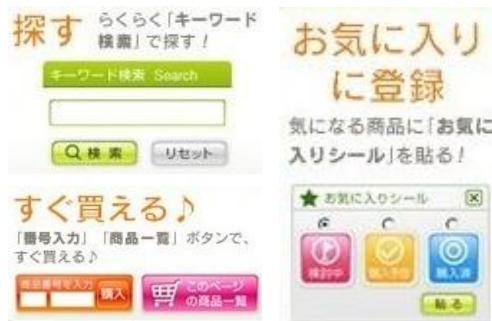 探す
らくらく「キーワード
検索」で探す!
キーワード検索 Search
検 索
リセット
すぐ買える♪
「番号入力」「商品一覧」ボタンで、
すぐ買える♪
商品番号を入力
購入
このページ
の商品一覧
お気に入り
に登録
気になる商品に「お気に
入りシール」を貼る!
お気に入りシール
検討中
購入予定
購入済
貼 る